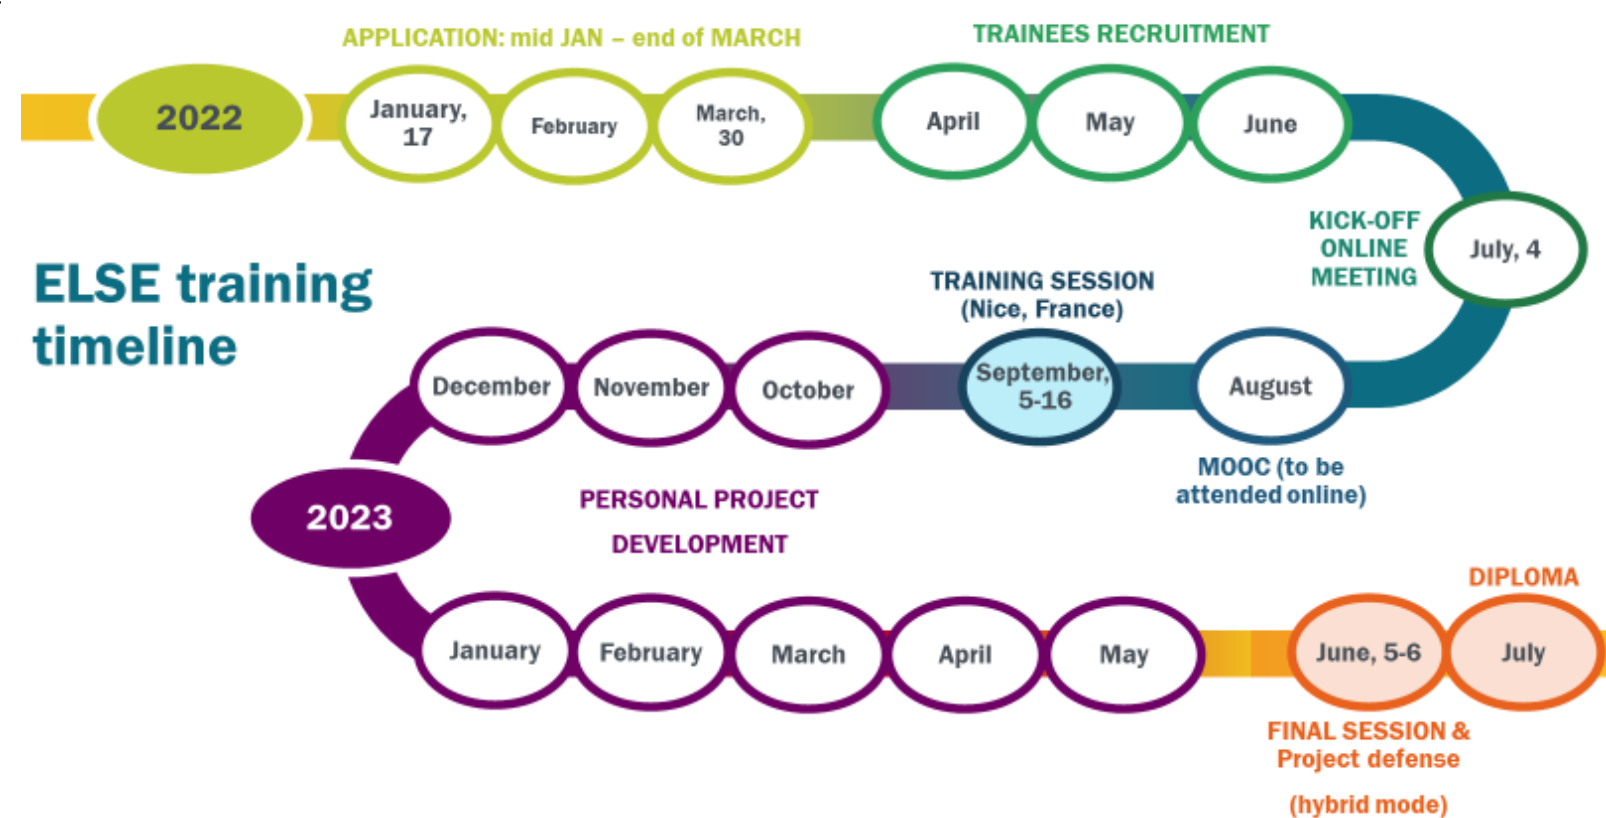 APPLICATION: mid JAN – end of MARCH
TRAINEES RECRUITMENT
2022
January,
17
February
March,
30
April
May
June
KICK-OFF
ONLINE
MEETING
July, 4
ELSE training
timeline
TRAINING SESSION
(Nice, France)
December
November
October
September,
5-16
August
MOOC (to be
attended online)
2023
PERSONAL PROJECT
DEVELOPMENT
DIPLOMA
January
February
March
April
May
June, 5-6
July
FINAL SESSION &
Project defense
(hybrid mode)